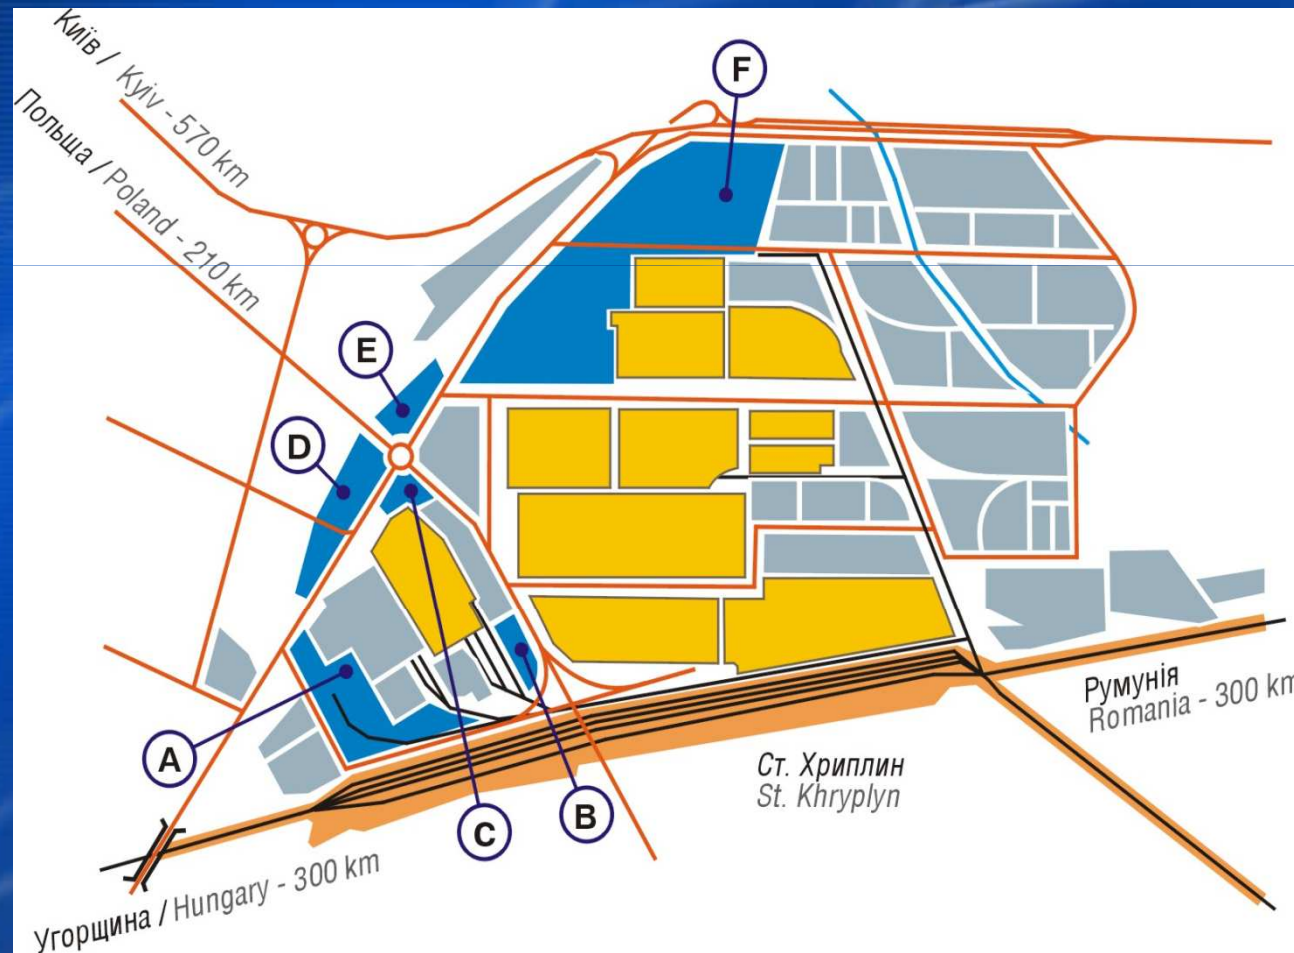 Київ / Kyiv - 570 km
Польща / Poland - 210 km
F
E
D
A
C
B
Румунія
Romania - 300 km
Ст. Хриплин
St. Khryplyn
Угорщина / Hungary - 300 km